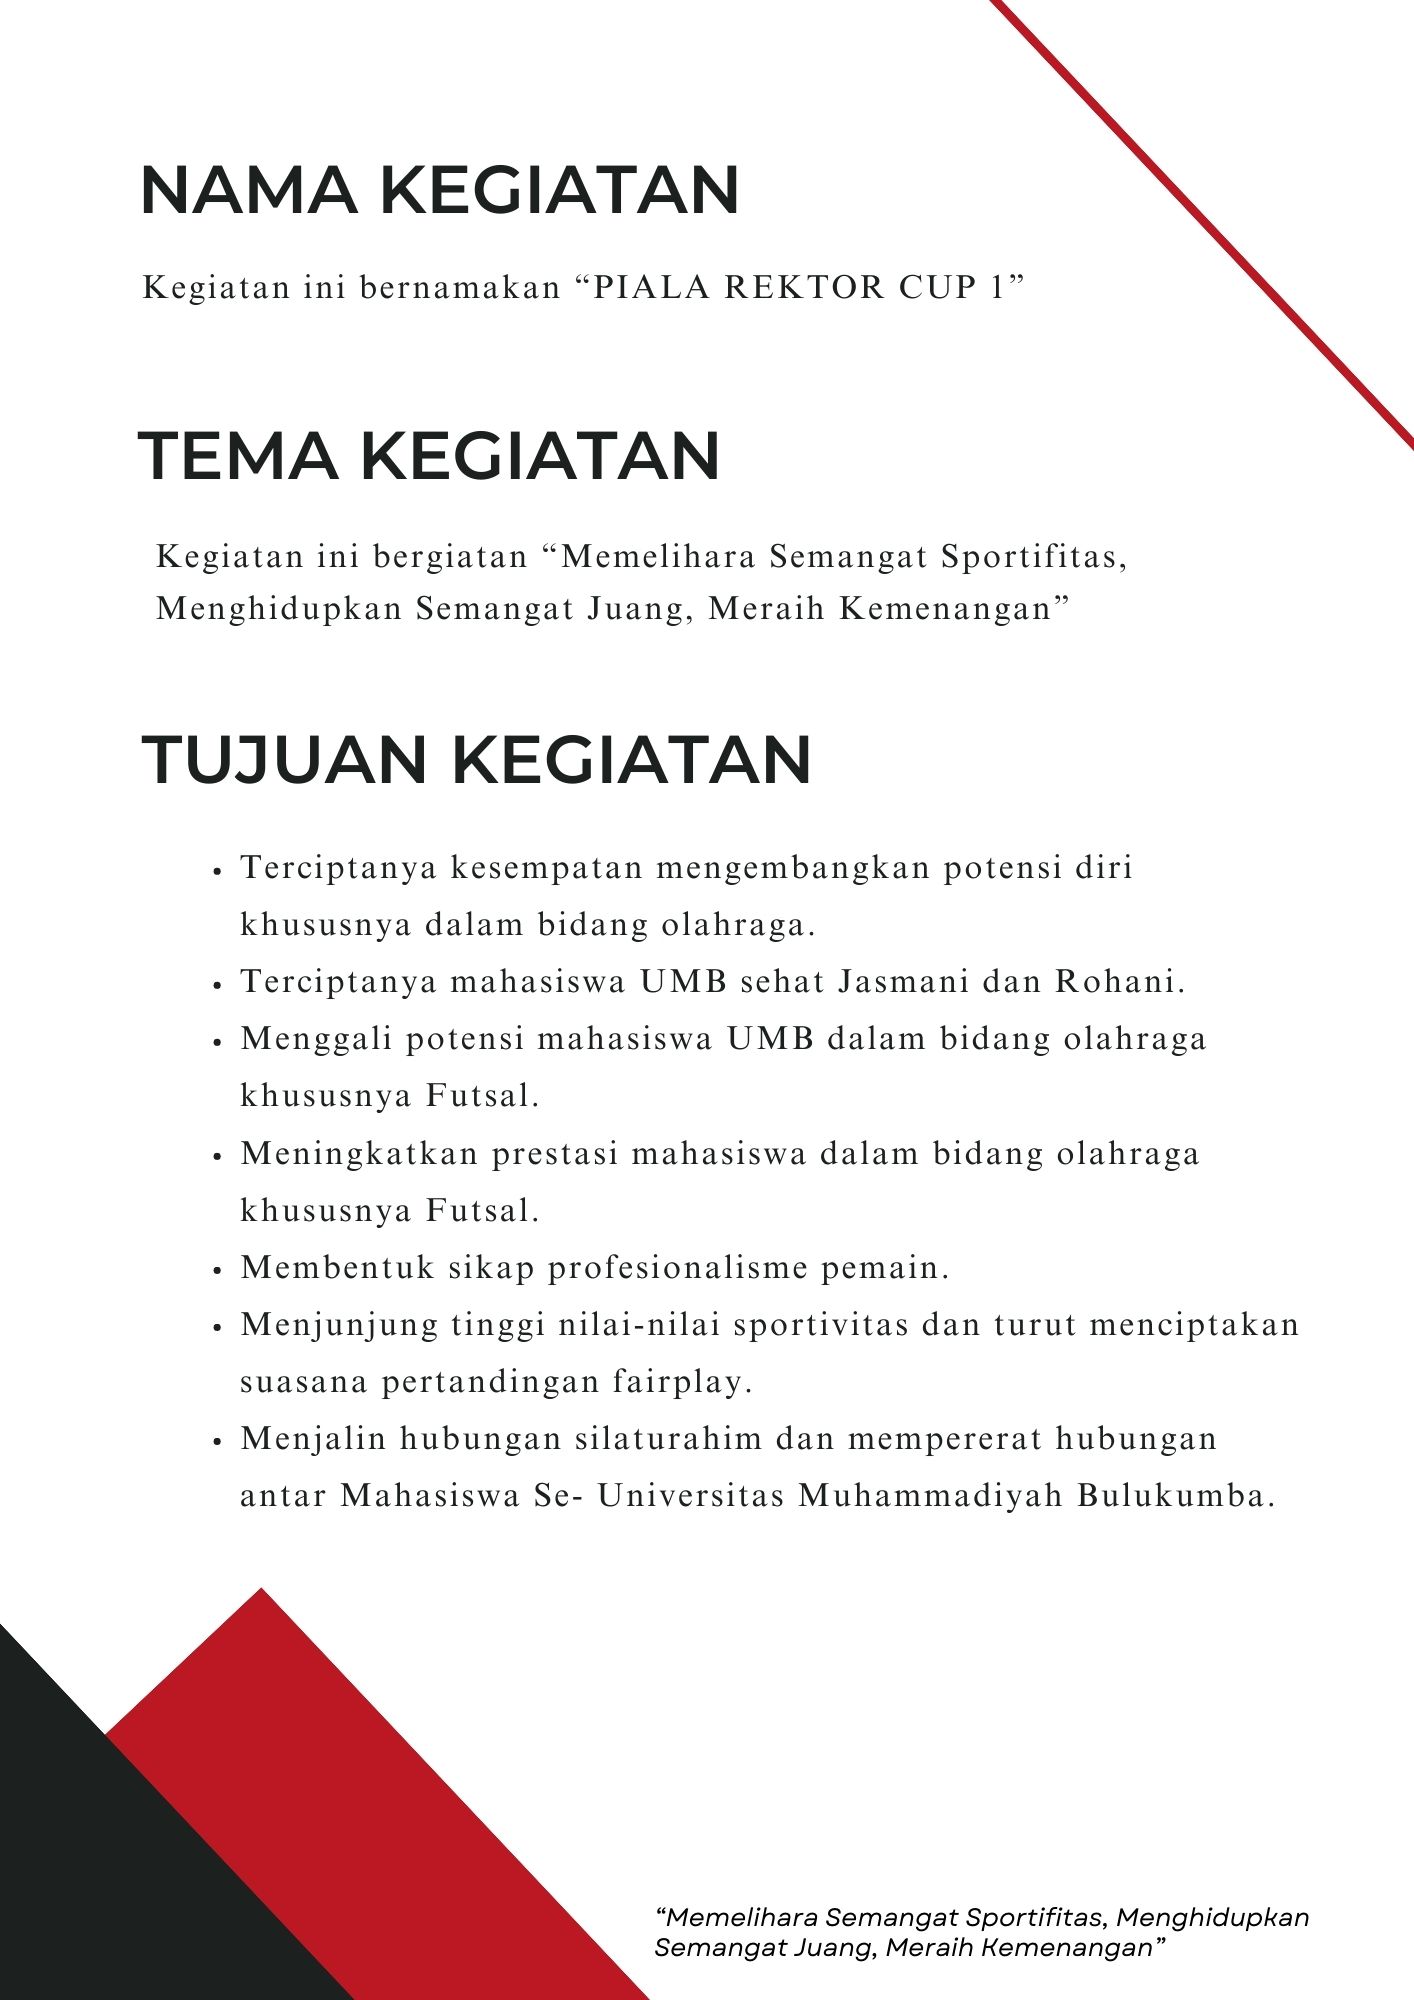 NAMA KEGIATAN
Kegiatan ini bernamakan “PIALA REKTOR CUP 1”
TEMA KEGIATAN
Kegiatan ini bergiatan “Memelihara Semangat Sportifitas,
Menghidupkan Semangat Juang, Meraih Kemenangan”
TUJUAN KEGIATAN
• Terciptanya kesempatan mengembangkan potensi diri
khususnya dalam bidang olahraga.
• Terciptanya mahasiswa UMB sehat Jasmani dan Rohani.
• Menggali potensi mahasiswa UMB dalam bidang olahraga
khususnya Futsal.
• Meningkatkan prestasi mahasiswa dalam bidang olahraga
khususnya Futsal.
• Membentuk sikap profesionalisme pemain.
• Menjunjung tinggi nilai-nilai sportivitas dan turut menciptakan
suasana pertandingan fairplay.
• Menjalin hubungan silaturahim dan mempererat hubungan
antar Mahasiswa Se- Universitas Muhammadiyah Bulukumba.
“Memelihara Semangat Sportifitas, Menghidupkan
Semangat Juang, Meraih Kemenangan”